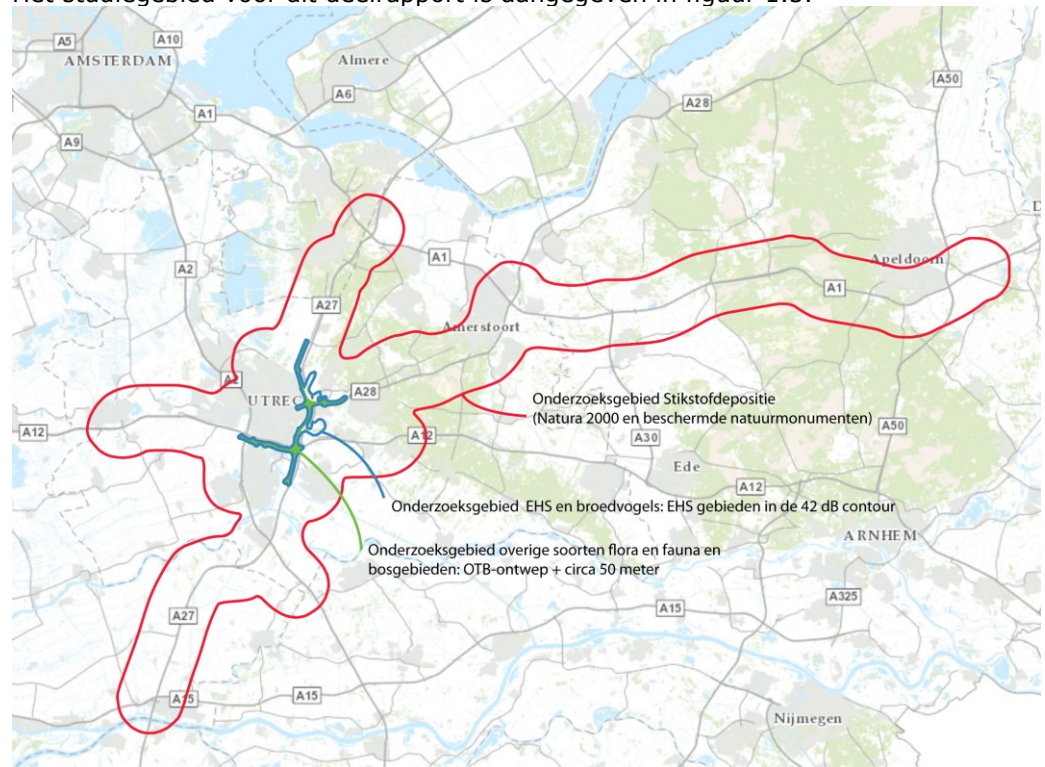 Het studiegebied voor dit deelrapport is aangegeven in figuur 1.3.
A5
A10
AMSTERDAM
Almere
A50
A6
A28
A1
A9
A1
Apeldoorn
A2
A1
A27
Amersfoort
A2
A28
UTREC
Onderzoeksgebied Stikstofdepositie
(Natura 2000 en beschermde natuurmonumenten)
A12
A12
A30
A50
Ede
A12
Onderzoeksgebied EHS en broedvogels: EHS gebieden in de 42 dB contour
ARNHEM
Onderzoeksgebied overige soorten flora en fauna en
bosgebieden: OTB-ontwep + circa 50 meter
A325
A15
A27
A15
A15
Nijmegen